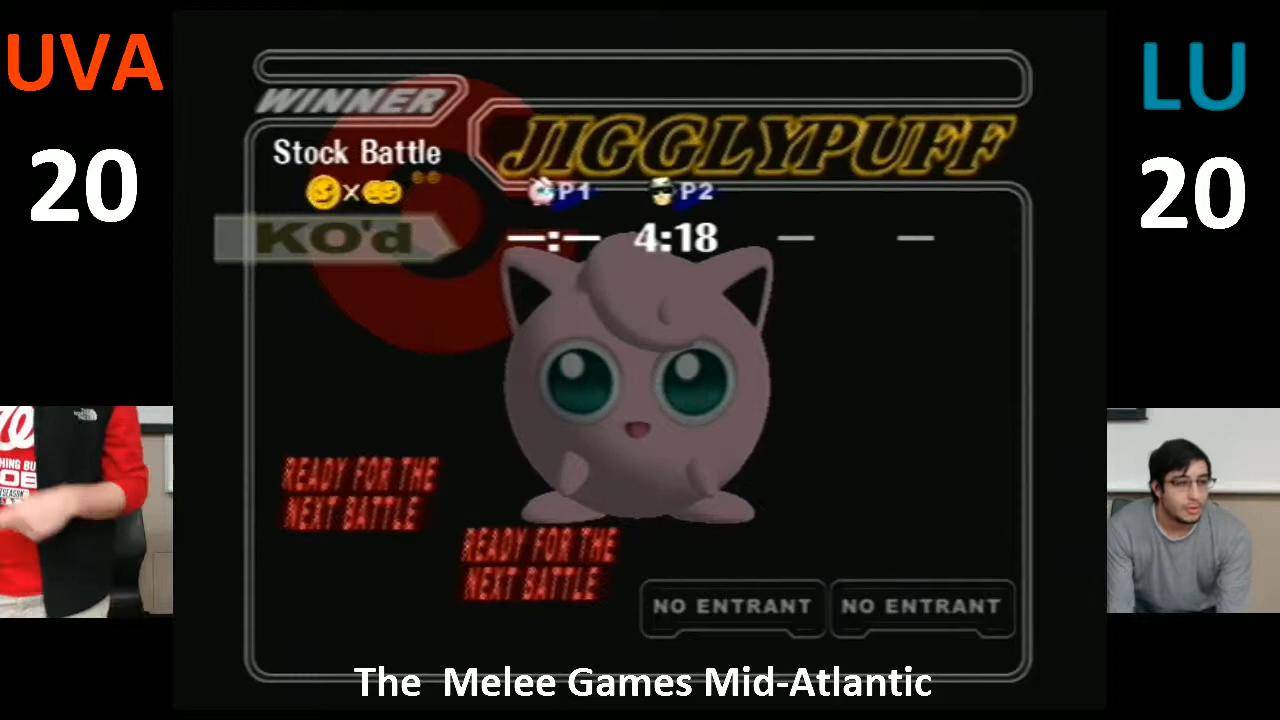 UVA
20
LU
20
WINNER
JIGGLYPUFF
Stock Battle
X
P1
P2
KO'd
—:—
4:18
—
—
READY FOR THE
NEXT BATTLE
READY FOR THE
NEXT BATTLE
NO ENTRANT
NO ENTRANT
The Melee Games Mid-Atlantic